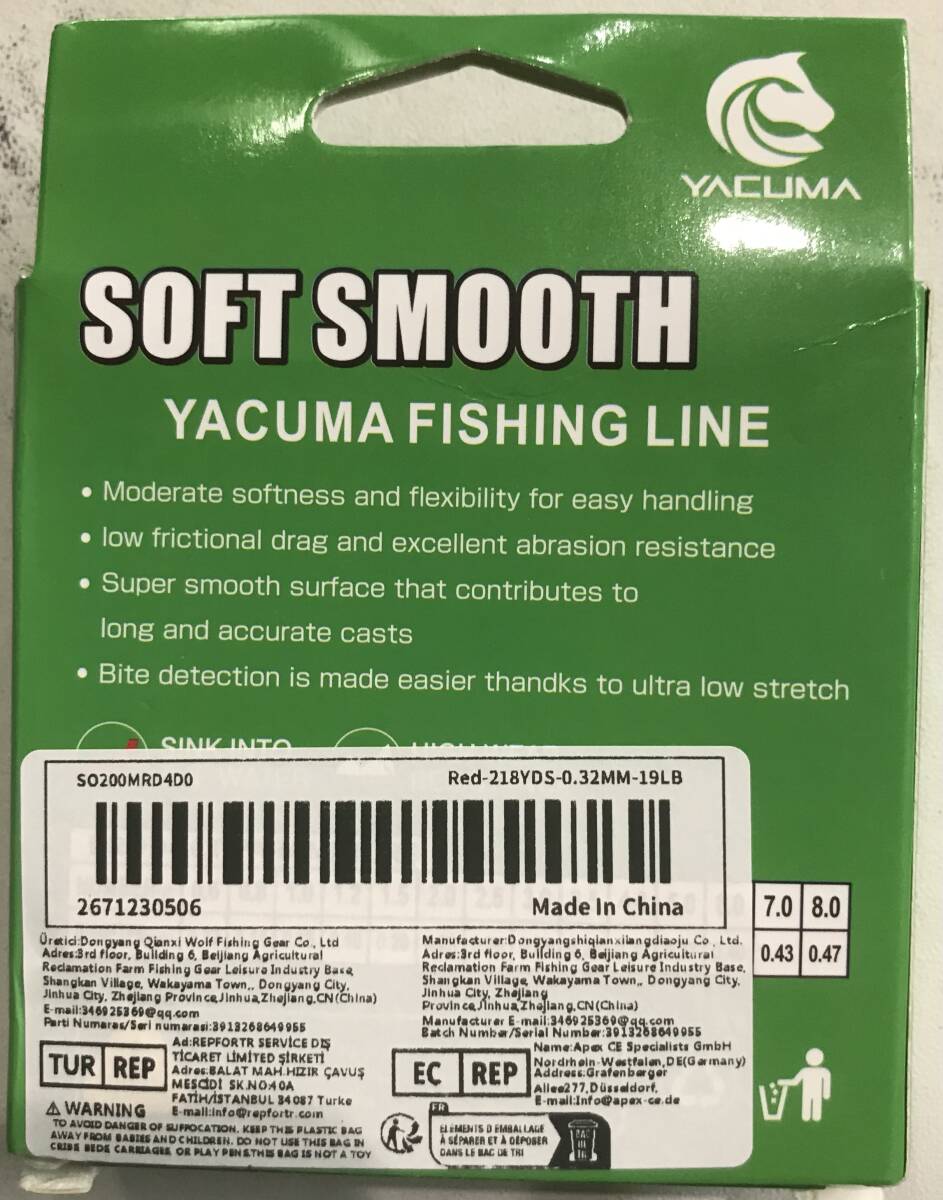 YACUMA
SOFT SMOOTH
YACUMA FISHING LINE
• Moderate softness and flexibility for easy handling
• low frictional drag and excellent abrasion resistance
• Super smooth surface that contributes to
long and accurate casts
• Bite detection is made easier thandks to ultra low stretch
SINK INTO
SO200MRD4D0 Red-218YDS-0.32MM-19LB
2671230506 Made In China
7.0 8.0
0.43 0.47
Üretici:Dongyang Qianxi Wolf Fishing Gear Co., Ltd
Adres:3rd floor, Building 6, Beijiang Agricultural
Reclamation Farm Fishing Gear Leisure Industry Base,
Shangkan Village, Wakayama Town,, Dongyang City,
Jinhua City, Zhejiang Province,Jinhua,Zhejiang,CN(China)
E-mail:346925369@qq.com
Parti Numarası/Seri numarası:3913268649955
TUR REP
Ad:REPFORTR SERVICE DIŞ
TİCARET LİMİTED ŞİRKETİ
Adres:BALAT MAH.HIZIR ÇAVUŞ
MESCİDİ SK.NO:40A
FATİH/İSTANBUL 34087 Turke
E-mail:info@repfortr.com
⚠ WARNING
TO AVOID DANGER OF SUFFOCATION. KEEP THIS PLASTIC BAG
AWAY FROM BABIES AND CHILDREN. DO NOT USE THIS BAG IN
CRIBS BEDS CARRIAGES OR PLAY PENS.THIS BAG IS NOT A TOY
Manufacturer:Dongyangshiqianxilangdiaoju Co., Ltd.
Adres:3rd floor, Building 6, Beijiang Agricultural
Reclamation Farm Fishing Gear Leisure Industry Base,
Shangkan Village, Wakayama Town,, Dongyang City,
Jinhua City, Zhejiang
Province,Jinhua,Zhejiang,CN(China)
Manufacturer E-mail:346925369@qq.com
Batch Number/Serial Number:3913268649955
EC REP
Name:Apex CE Specialists GmbH
Nordrhein-Westfalen,DE(Germany)
Address:Grafenberger
Allee277,Düsseldorf,
E-mail:Info@apex-ce.de
FR
ELEMENTS D EMBALLAGE
À SÉPARER ET À DÉPOSER
DANS LE BAC DE TRI
BAC
DE
TRI